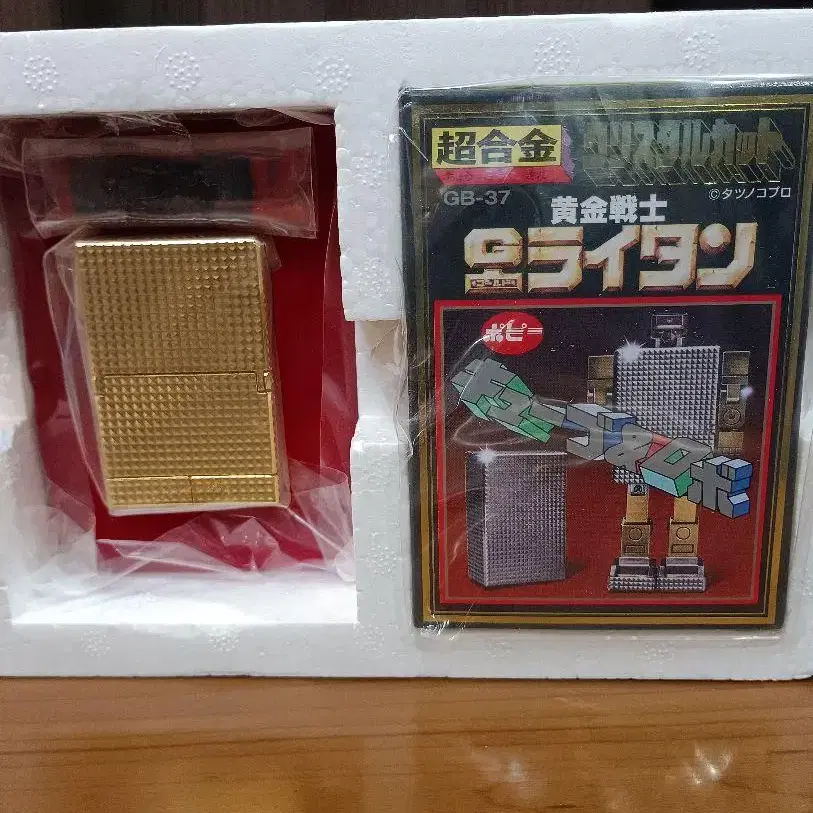 超合金
クリスタルカット
GB-37
©タツノコプロ
黄金戦士
Gライタン
ゴールド
ポピー
キューゴ&ロボ